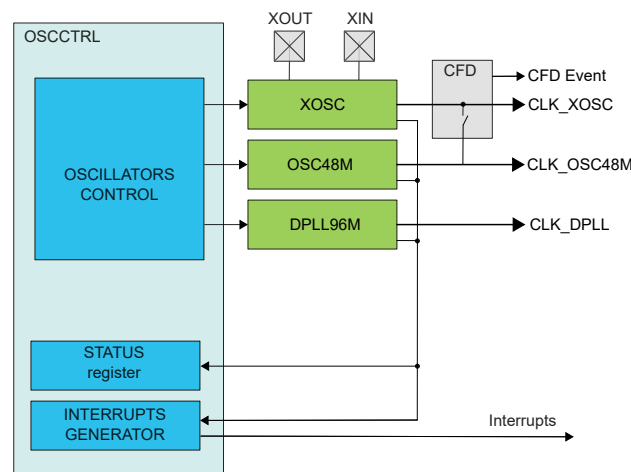 XOUT XIN
OSCCTRL
CFD
CFD Event
XOSC
CLK_XOSC
OSCILLATORS
CONTROL
OSC48M
CLK_OSC48M
DPLL96M
CLK_DPLL
STATUS
register
INTERRUPTS
GENERATOR
Interrupts